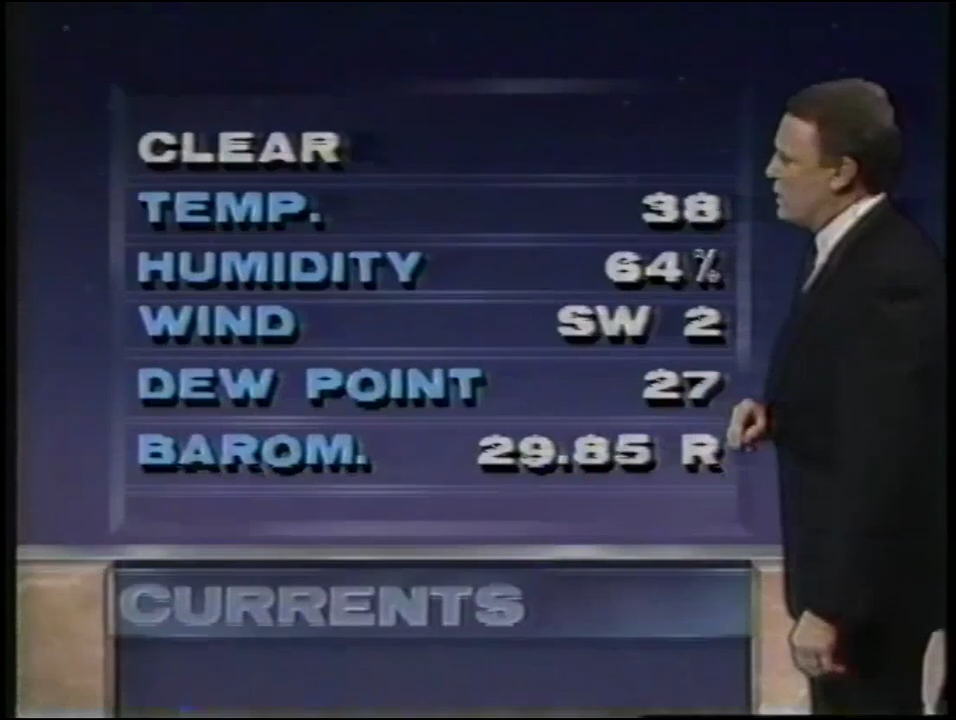 CLEAR
TEMP. 38
HUMIDITY 64%
WIND SW 2
DEW POINT 27
BAROM. 29.85 R
CURRENTS